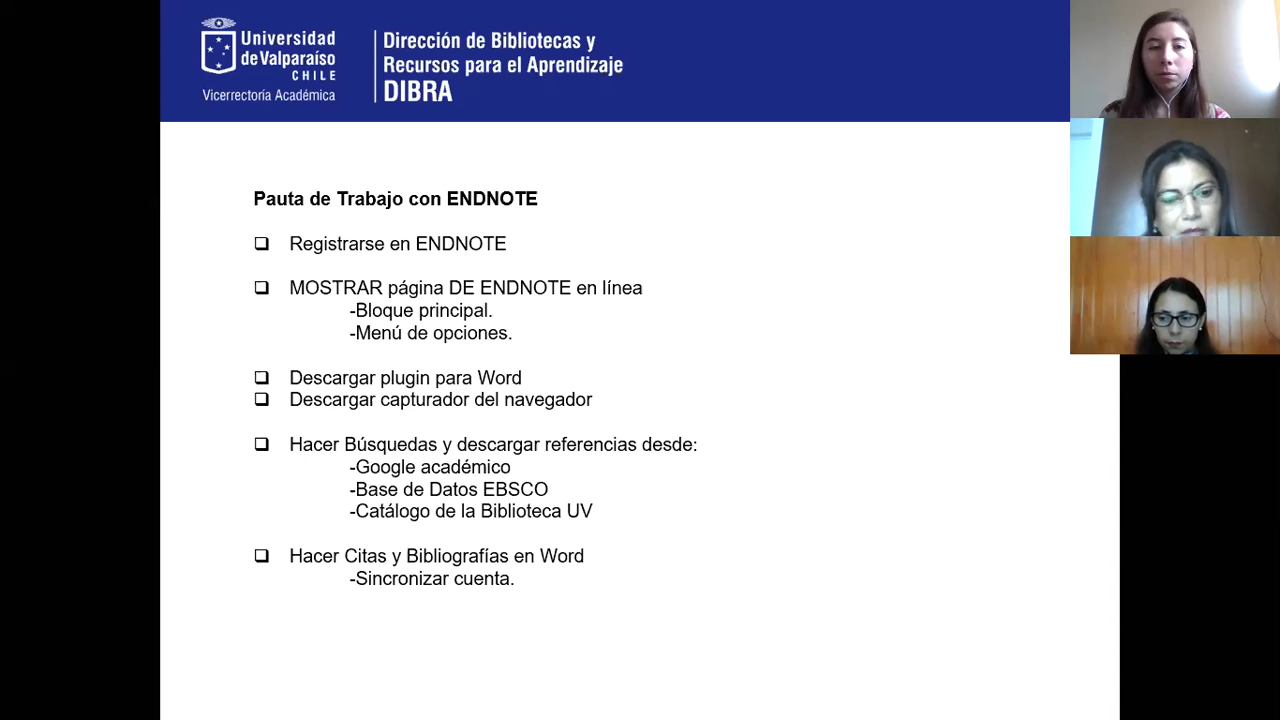 Universidad
de Valparaíso
CHILE
Vicerrectoría Académica
Dirección de Bibliotecas y
Recursos para el Aprendizaje
DIBRA
Pauta de Trabajo con ENDNOTE
❑ Registrarse en ENDNOTE
❑ MOSTRAR página DE ENDNOTE en línea
-Bloque principal.
-Menú de opciones.
❑ Descargar plugin para Word
❑ Descargar capturador del navegador
❑ Hacer Búsquedas y descargar referencias desde:
-Google académico
-Base de Datos EBSCO
-Catálogo de la Biblioteca UV
❑ Hacer Citas y Bibliografías en Word
-Sincronizar cuenta.